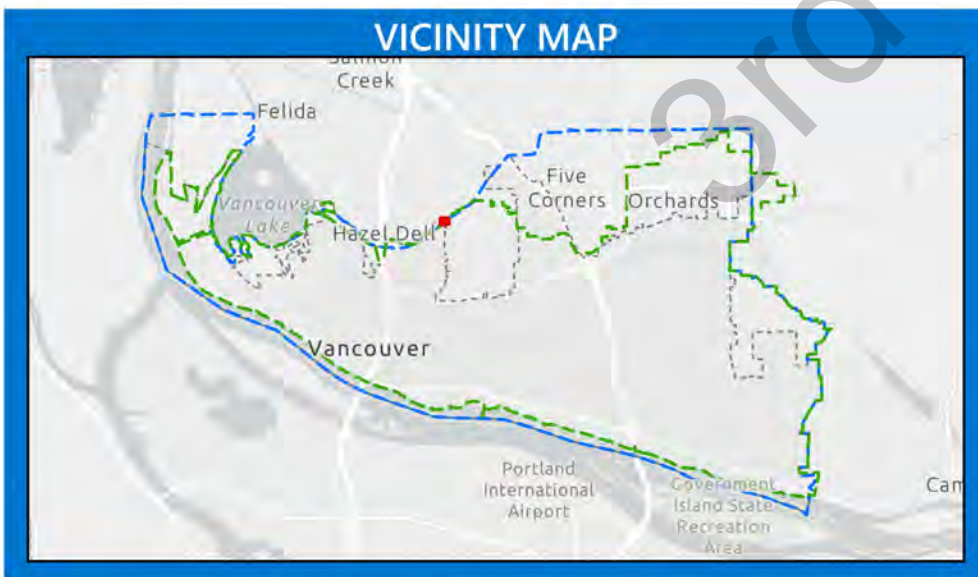 VICINITY MAP
3rd
Salmon
Creek
Felida
Five
Corners
Orchards
Vancouver
Lake
Hazel Dell
Vancouver
Portland
International
Airport
Government
Island State
Recreation
Area
Cam